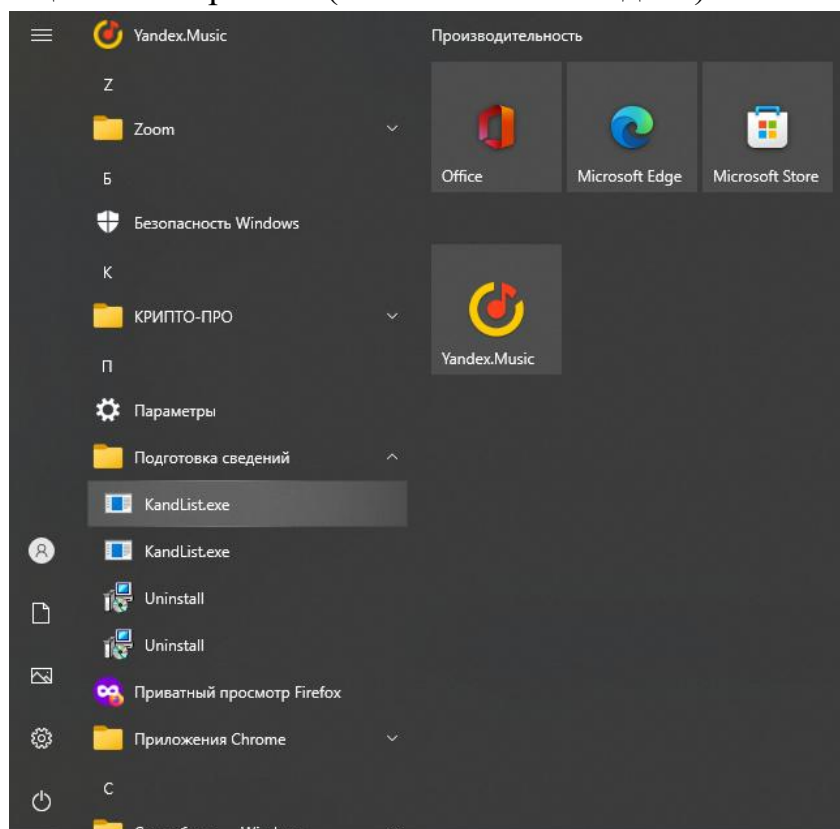 Yandex.Music
Z
Zoom
Б
Безопасность Windows
К
КРИПТО-ПРО
П
Параметры
Подготовка сведений
KandList.exe
KandList.exe
Uninstall
Uninstall
Приватный просмотр Firefox
Приложения Chrome
С
Производительность
Office
Microsoft Edge
Microsoft Store
Yandex.Music